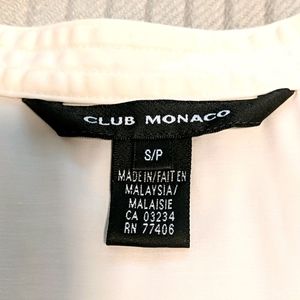 CLUB MONACO
S/P
MADE IN/FAIT EN
MALAYSIA/
MALAISIE
CA 03234
RN 77406